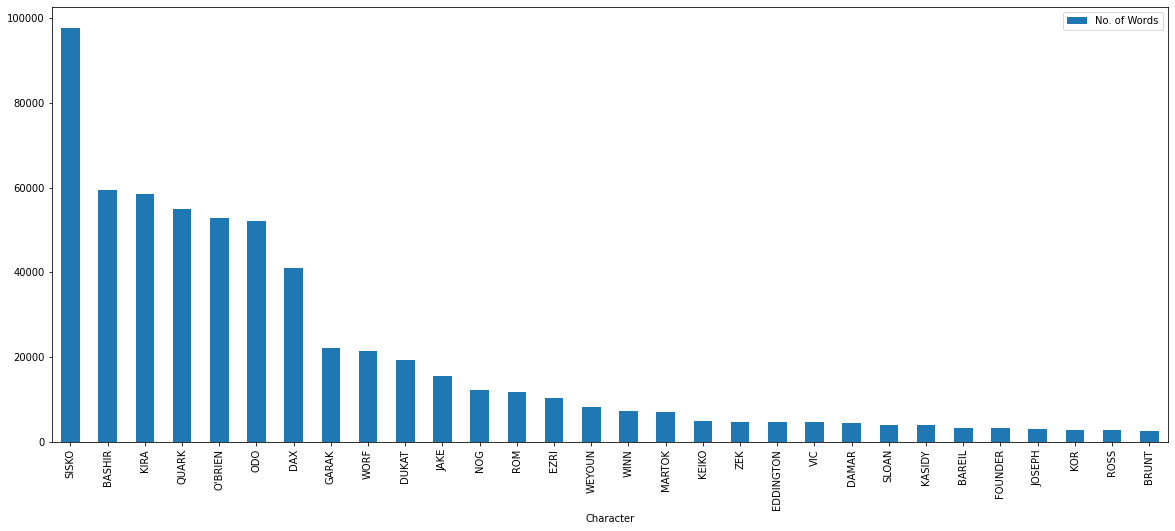 No. of Words
100000
80000
60000
40000
20000
0
SISKO
BASHIR
KIRA
QUARK
O'BRIEN
ODO
DAX
GARAK
WORF
DUKAT
JAKE
NOG
ROM
EZRI
WEYOUN
WINN
MARTOK
KEIKO
ZEK
EDDINGTON
VIC
DAMAR
SLOAN
KASIDY
BAREIL
FOUNDER
JOSEPH
KOR
ROSS
BRUNT
Character